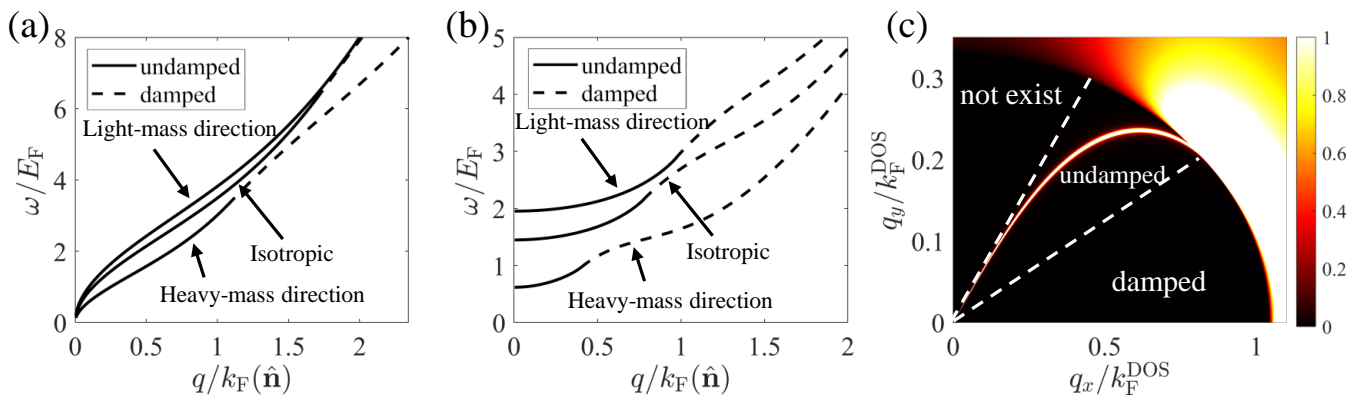 (a)
8
6
4
2
0
ω/E_F
undamped
damped
Light-mass direction
Isotropic
Heavy-mass direction
0 0.5 1 1.5 2
q/k_F(n̂)
(b)
5
4
3
2
1
0
ω/E_F
undamped
damped
Light-mass direction
Isotropic
Heavy-mass direction
0 0.5 1 1.5 2
q/k_F(n̂)
(c)
0.3
0.2
0.1
0
q_y/k_F^DOS
not exist
undamped
damped
0 0.5 1
q_x/k_F^DOS
1
0.8
0.6
0.4
0.2
0